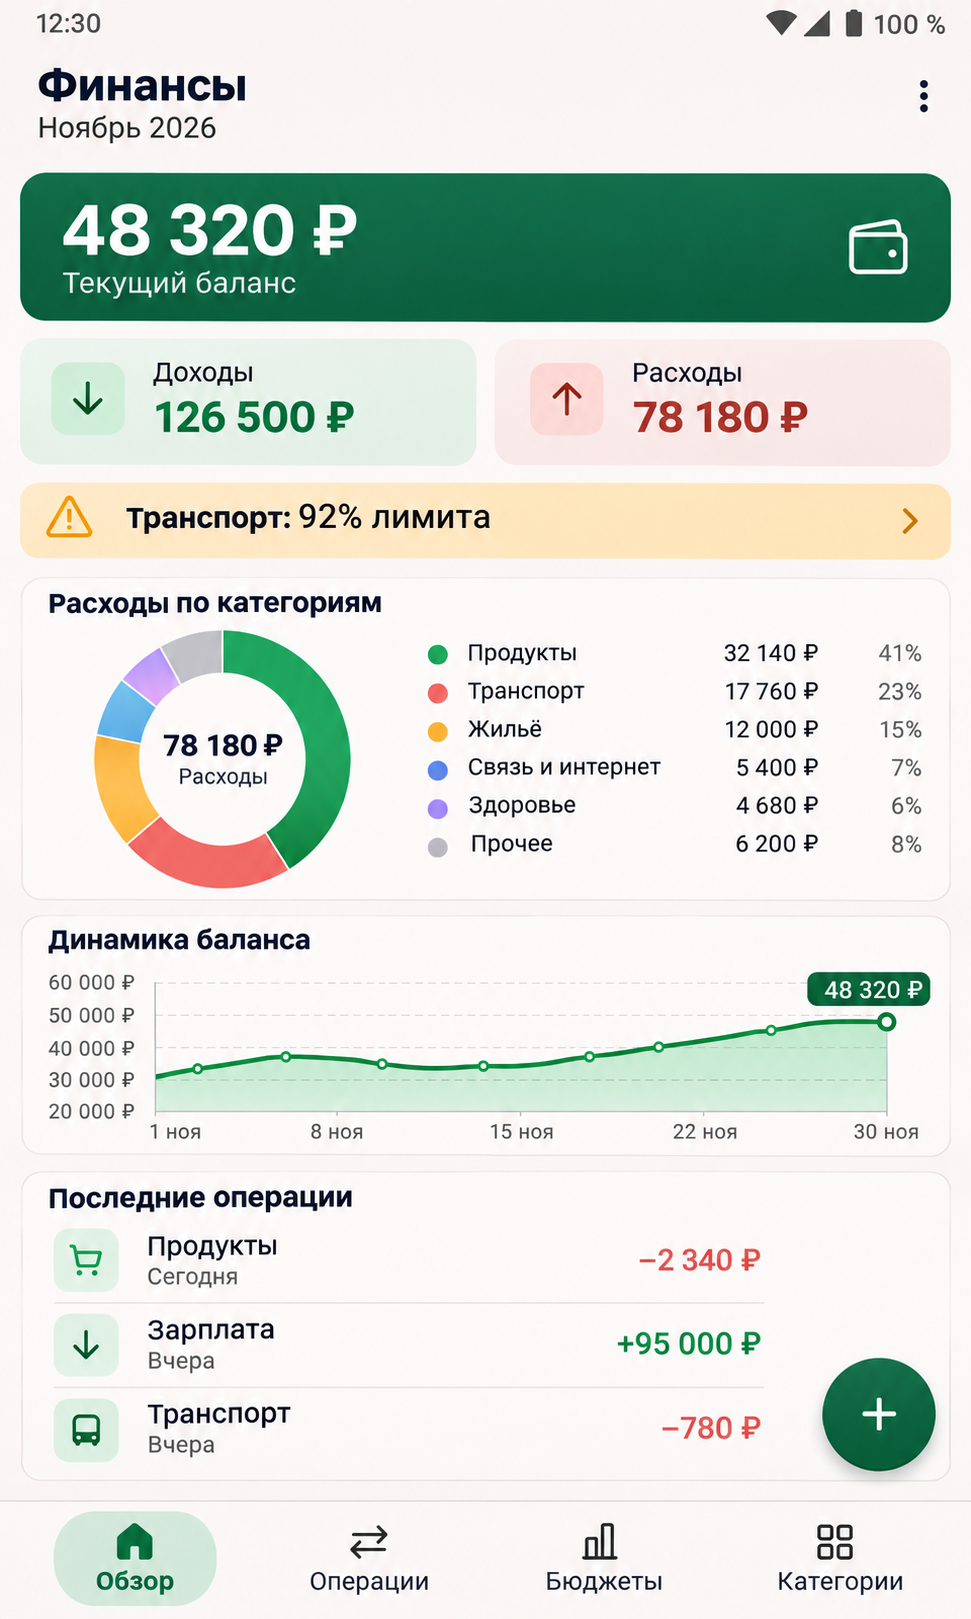 12:30 100 %
Финансы
Ноябрь 2026
48 320 ₽
Текущий баланс
Доходы
126 500 ₽
Расходы
78 180 ₽
Транспорт: 92% лимита
Расходы по категориям
78 180 ₽
Расходы
Продукты 32 140 ₽ 41%
Транспорт 17 760 ₽ 23%
Жильё 12 000 ₽ 15%
Связь и интернет 5 400 ₽ 7%
Здоровье 4 680 ₽ 6%
Прочее 6 200 ₽ 8%
Динамика баланса
60 000 ₽
50 000 ₽
40 000 ₽
30 000 ₽
20 000 ₽
48 320 ₽
1 ноя 8 ноя 15 ноя 22 ноя 30 ноя
Последние операции
Продукты
Сегодня
−2 340 ₽
Зарплата
Вчера
+95 000 ₽
Транспорт
Вчера
−780 ₽
Обзор Операции Бюджеты Категории